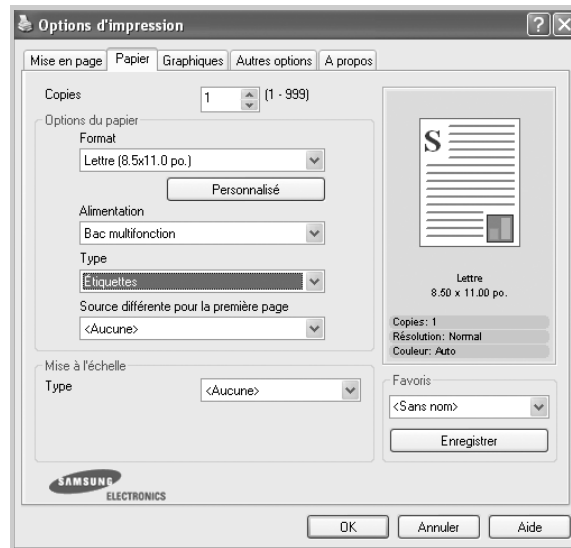 Options d'impression
Mise en page Papier Graphiques Autres options A propos
Copies 1 (1 - 999)
Options du papier
Format
Lettre (8.5x11.0 po.)
Personnalisé
Alimentation
Bac multifonction
Type
Étiquettes
Source différente pour la première page
<Aucune>
Mise à l'échelle
Type <Aucune>
S
Lettre
8.50 x 11.00 po.
Copies: 1
Résolution: Normal
Couleur: Auto
Favoris
<Sans nom>
Enregistrer
SAMSUNG
ELECTRONICS
OK Annuler Aide